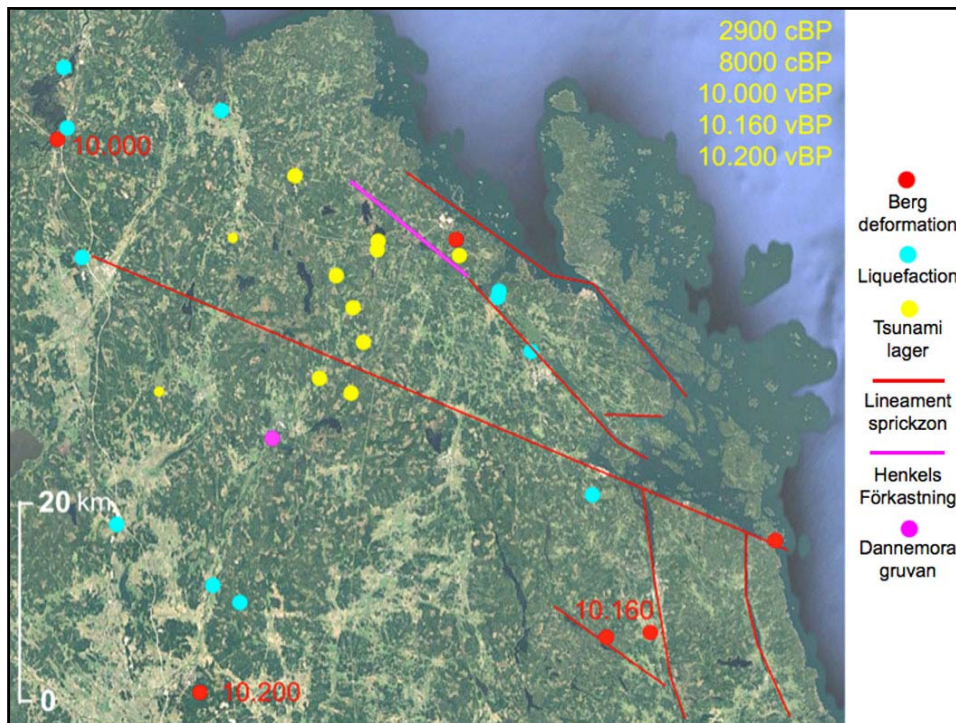 2900 cBP
8000 cBP
10.000 vBP
10.160 vBP
10.200 vBP
10.000
20 km
0
10.160
10.200
Berg
deformation
Liquefaction
Tsunami
lager
Lineament
sprickzon
Henkels
Förkastning
Dannemora
gruvan